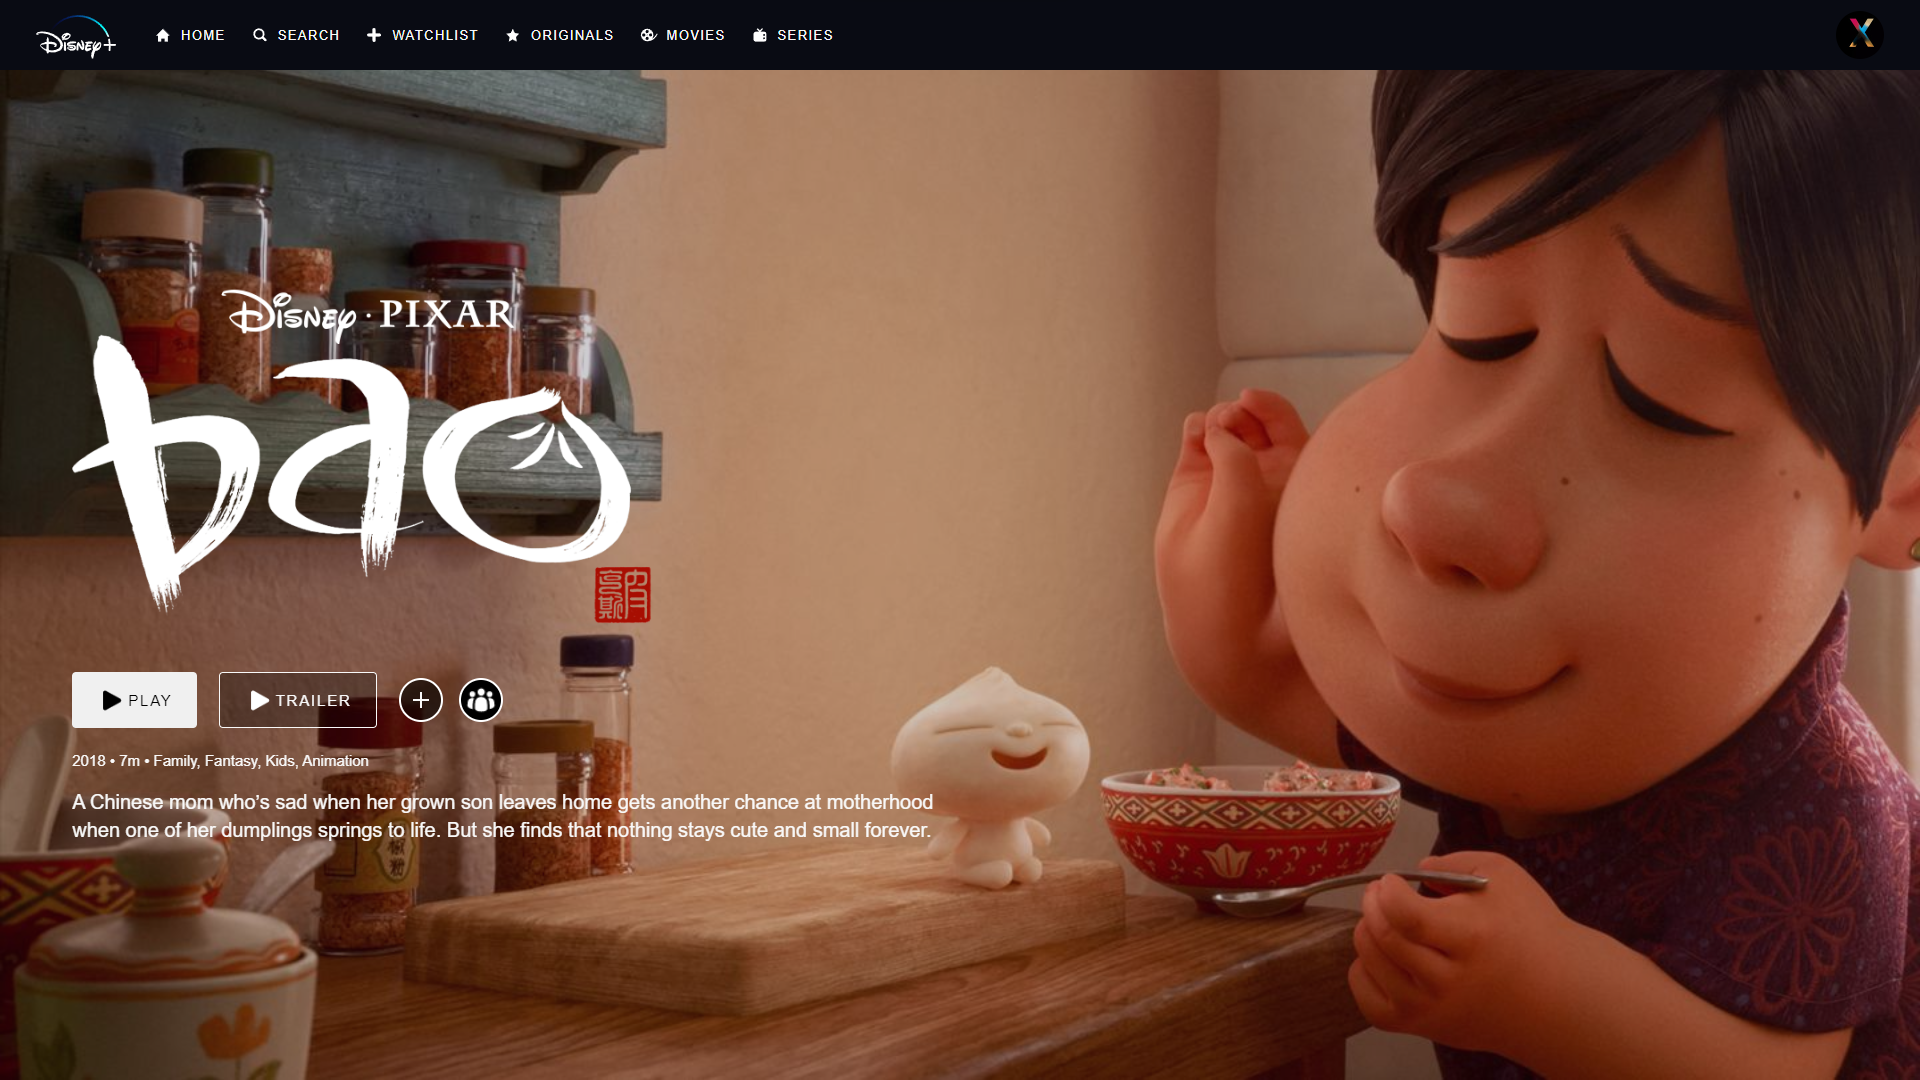 Disney+
HOME
SEARCH
WATCHLIST
ORIGINALS
MOVIES
SERIES
Disney · PIXAR
bao
PLAY
TRAILER
2018 • 7m • Family, Fantasy, Kids, Animation
A Chinese mom who’s sad when her grown son leaves home gets another chance at motherhood
when one of her dumplings springs to life. But she finds that nothing stays cute and small forever.